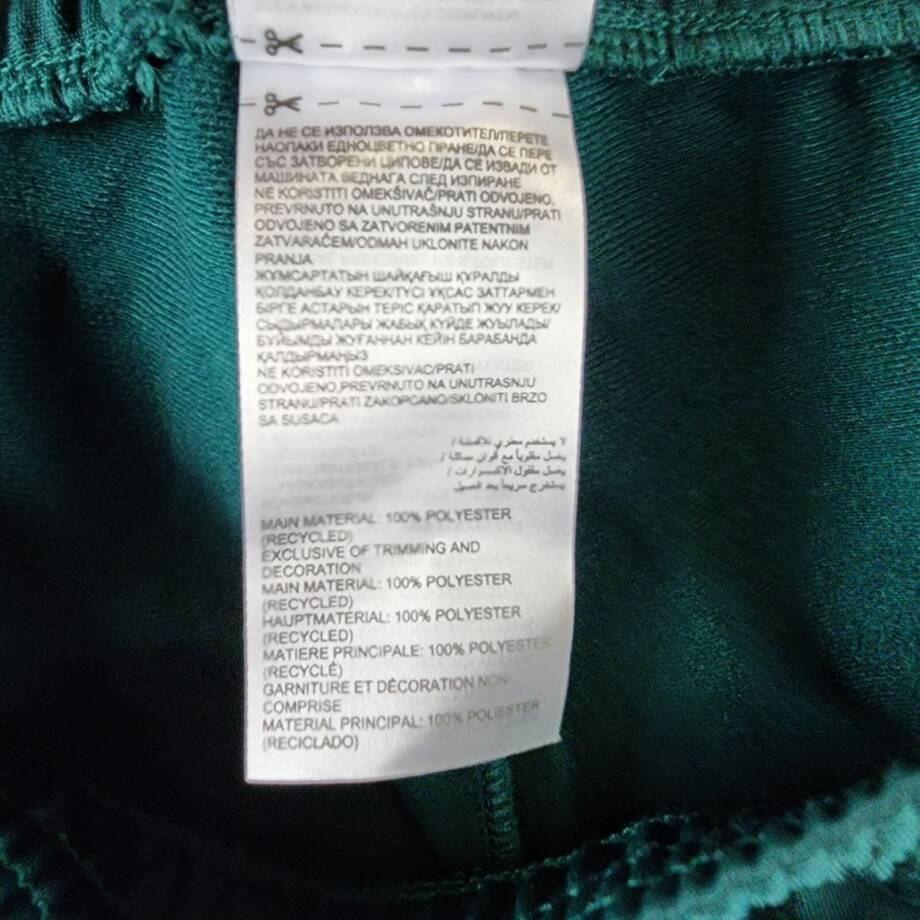 ДА НЕ СЕ ИЗПОЛЗВА ОМЕКОТИТЕЛ/ПЕРЕТЕ
НАОПАКИ ЕДНОЦВЕТНО ПРАНЕ/ДА СЕ ПЕРЕ
СЪС ЗАТВОРЕНИ ЦИПОВЕ/ДА СЕ ИЗВАДИ ОТ
МАШИНАТА ВЕДНАГА СЛЕД ИЗПИРАНЕ
NE KORISTITI OMEKŠIVAČ/PRATI ODVOJENO,
PREVRNUTO NA UNUTRAŠNJU STRANU/PRATI
ODVOJENO SA ZATVORENIM PATENTNIM
ZATVARAČEM/ODMAH UKLONITE NAKON
PRANJA
ЖҰМСАРТАТЫН ШАЙҚАҒЫШ ҚҰРАЛДЫ
ҚОЛДАНБАУ КЕРЕК/ТҮСІ ҰҚСАС ЗАТТАРМЕН
БІРГЕ АСТАРЫН ТЕРІС ҚАРАТЫП ЖУУ КЕРЕК/
СЫДЫРМАЛАРЫ ЖАБЫҚ КҮЙДЕ ЖУЫЛАДЫ/
БҰЙЫМДЫ ЖУҒАННАН КЕЙІН БАРАБАНДА
ҚАЛДЫРМАҢЫЗ
NE KORISTITI OMEKSIVAC/PRATI
ODVOJENO,PREVRNUTO NA UNUTRASNJU
STRANU/PRATI ZAKOPCANO/SKLONITI BRZO
SA SUSACA
لا يستخدم مطري للأقمشة /
يغسل مقلوباً مع ألوان مماثلة /
يغسل مقفول الاكسسوارات /
يستخرج سريعاً بعد الغسيل
MAIN MATERIAL: 100% POLYESTER
(RECYCLED)
EXCLUSIVE OF TRIMMING AND
DECORATION
MAIN MATERIAL: 100% POLYESTER
(RECYCLED)
HAUPTMATERIAL: 100% POLYESTER
(RECYCLED)
MATIERE PRINCIPALE: 100% POLYESTER
(RECYCLÉ)
GARNITURE ET DÉCORATION NON-
COMPRISE
MATERIAL PRINCIPAL: 100% POLIESTER
(RECICLADO)